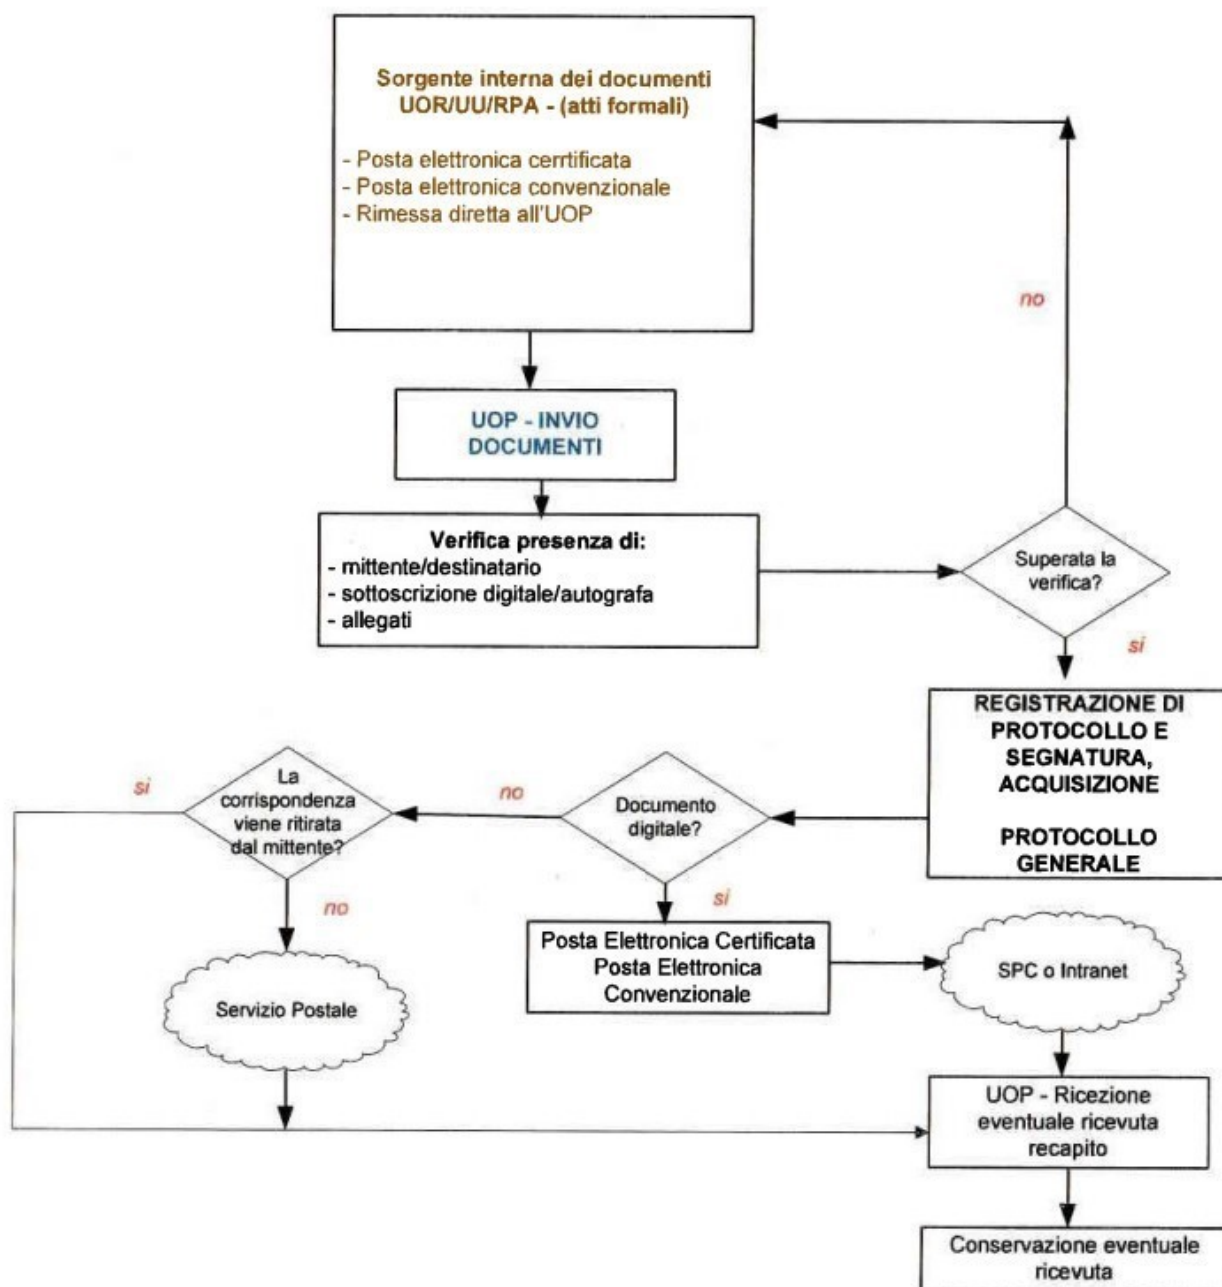 Sorgente interna dei documenti
UOR/UU/RPA - (atti formali)
- Posta elettronica cerrtificata
- Posta elettronica convenzionale
- Rimessa diretta all'UOP
no
UOP - INVIO
DOCUMENTI
Verifica presenza di:
- mittente/destinatario
- sottoscrizione digitale/autografa
- allegati
Superata la
verifica?
si
REGISTRAZIONE DI
PROTOCOLLO E
SEGNATURA,
ACQUISIZIONE
PROTOCOLLO
GENERALE
Documento
digitale?
no
La
corrispondenza
viene ritirata
dal mittente?
si
no
si
Posta Elettronica Certificata
Posta Elettronica
Convenzionale
SPC o Intranet
Servizio Postale
UOP - Ricezione
eventuale ricevuta
recapito
Conservazione eventuale
ricevuta